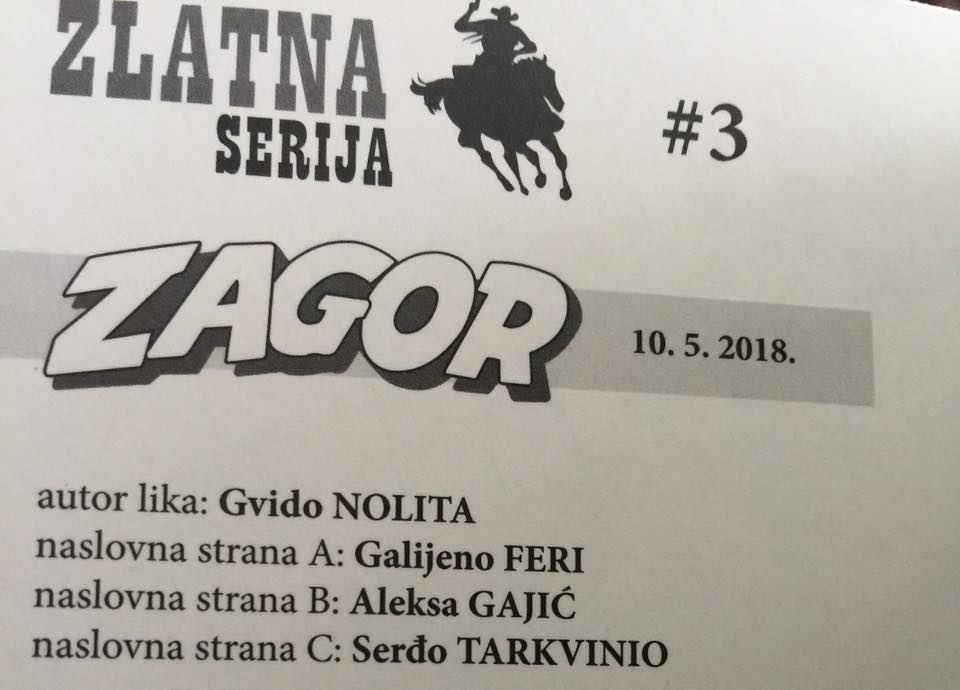 ZLATNA
SERIJA
#3
ZAGOR
10. 5. 2018.
autor lika: Gvido NOLITA
naslovna strana A: Galijeno FERI
naslovna strana B: Aleksa GAJIĆ
naslovna strana C: Serđo TARKVINIO